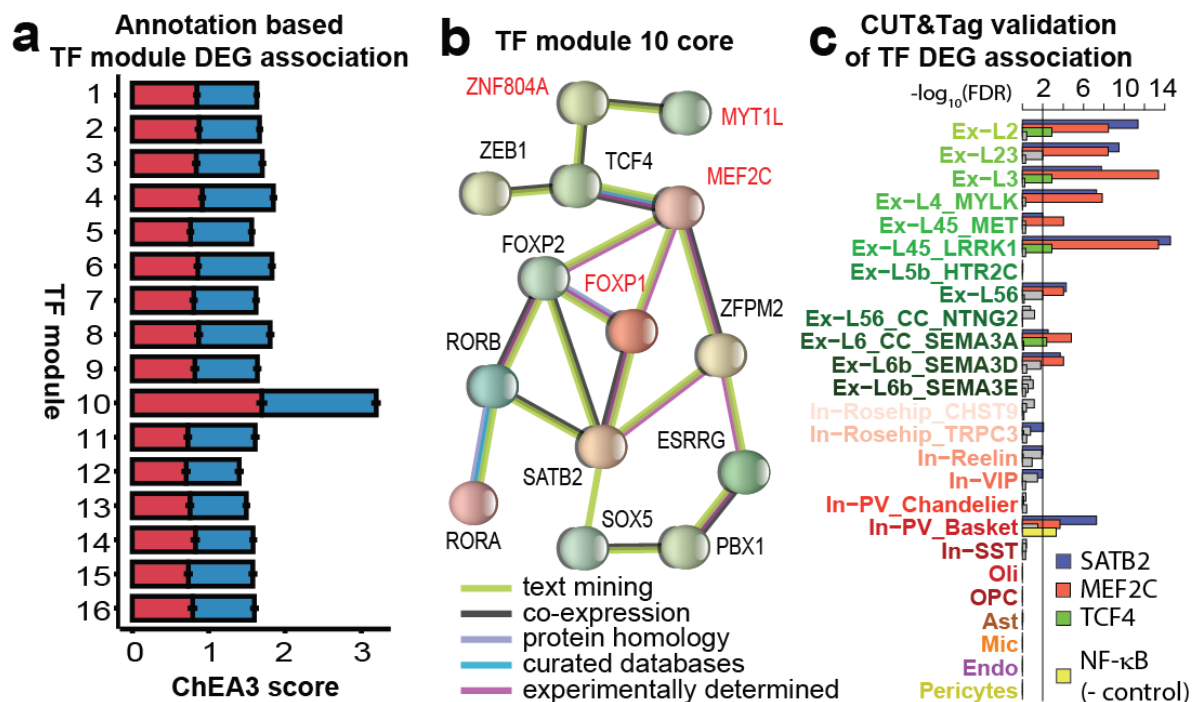 a
Annotation based
TF module DEG association
TF module
1
2
3
4
5
6
7
8
9
10
11
12
13
14
15
16
0 1 2 3
ChEA3 score
b
TF module 10 core
ZNF804A
MYT1L
ZEB1
TCF4
MEF2C
FOXP2
FOXP1
ZFPM2
RORB
ESRRG
SATB2
SOX5
RORA
PBX1
text mining
co-expression
protein homology
curated databases
experimentally determined
c
CUT&Tag validation
of TF DEG association
-log10(FDR) 2 6 10 14
Ex-L2
Ex-L23
Ex-L3
Ex-L4_MYLK
Ex-L45_MET
Ex-L45_LRRK1
Ex-L5b_HTR2C
Ex-L56
Ex-L56_CC_NTNG2
Ex-L6_CC_SEMA3A
Ex-L6b_SEMA3D
Ex-L6b_SEMA3E
In-Rosehip_CHST9
In-Rosehip_TRPC3
In-Reelin
In-VIP
In-PV_Chandelier
In-PV_Basket
In-SST
Oli
OPC
Ast
Mic
Endo
Pericytes
SATB2
MEF2C
TCF4
NF-κB
(- control)